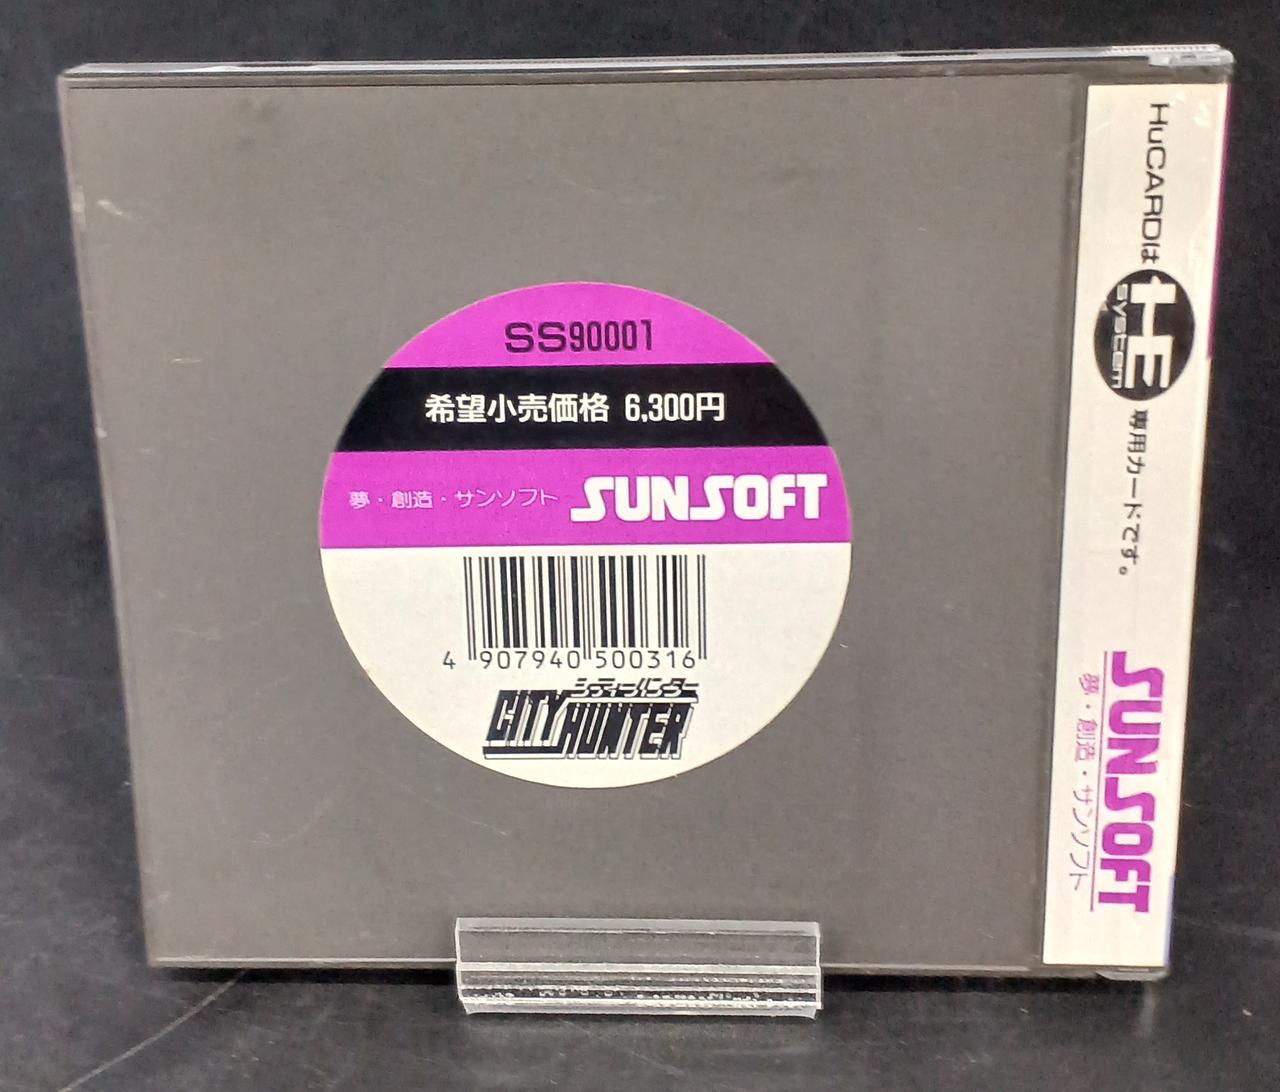 SS90001
希望小売価格 6,300円
夢・創造・サンソフト SUNSOFT
4 907940 500316
シティーハンター
CITY HUNTER
HuCARDは HE system 専用カードです。
SUNSOFT
夢・創造・サンソフト